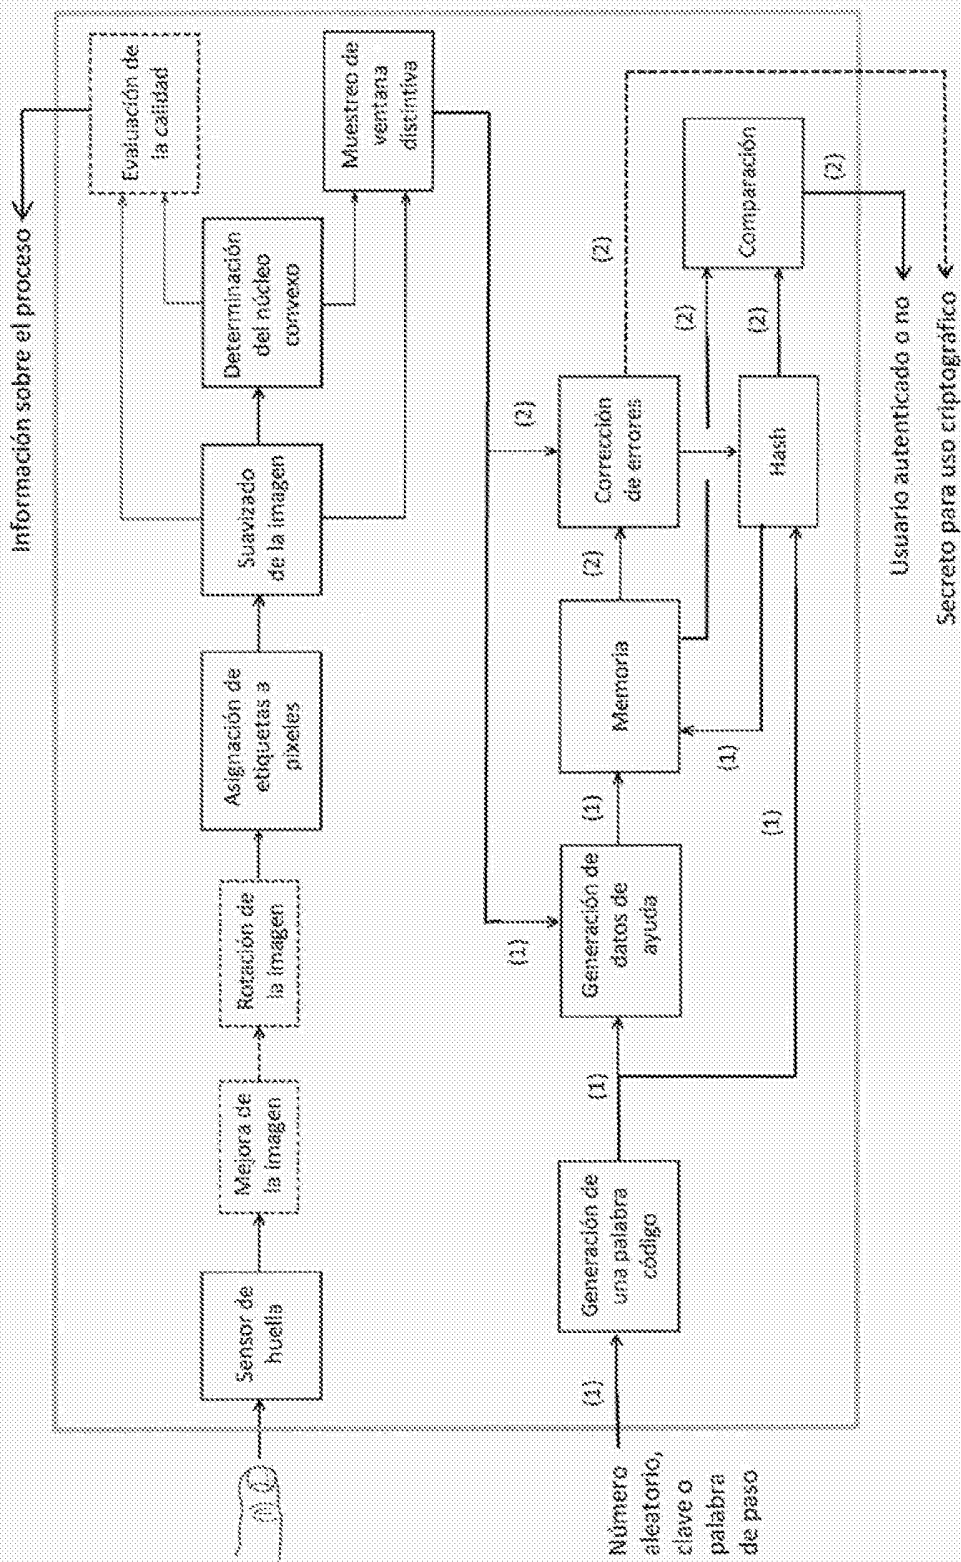 Información sobre el proceso
Evaluación de
la calidad
Sensor de
huella
Mejora de
la imagen
Rotación de
la imagen
Asignación de
etiquetas a
píxeles
Suavizado
de la imagen
Determinación
del núcleo
convexo
Muestreo de
ventana
distintiva
(1)
(2)
Número
aleatorio,
clave o
palabra
de paso
(1)
Generación de
una palabra
código
(1)
Generación de
datos de
ayuda
(1)
Memoria
(2)
Corrección
de errores
(2)
(1)
(1)
Hash
(2)
(2)
Comparación
(2)
Usuario autenticado o no
Secreto para uso criptográfico